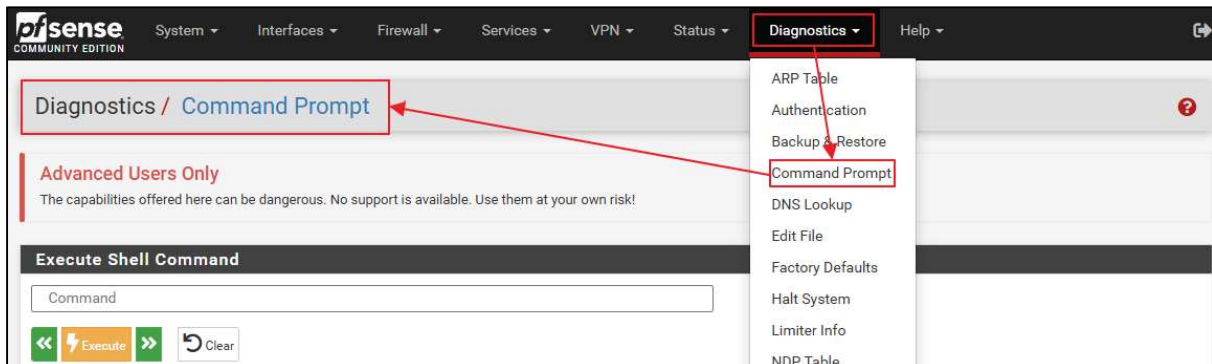 pfsense System Interfaces Firewall Services VPN Status Diagnostics Help
COMMUNITY EDITION
Diagnostics / Command Prompt
Advanced Users Only
The capabilities offered here can be dangerous. No support is available. Use them at your own risk!
Execute Shell Command
Command
Execute Clear
ARP Table
Authentication
Backup & Restore
Command Prompt
DNS Lookup
Edit File
Factory Defaults
Halt System
Limiter Info
NDP Table